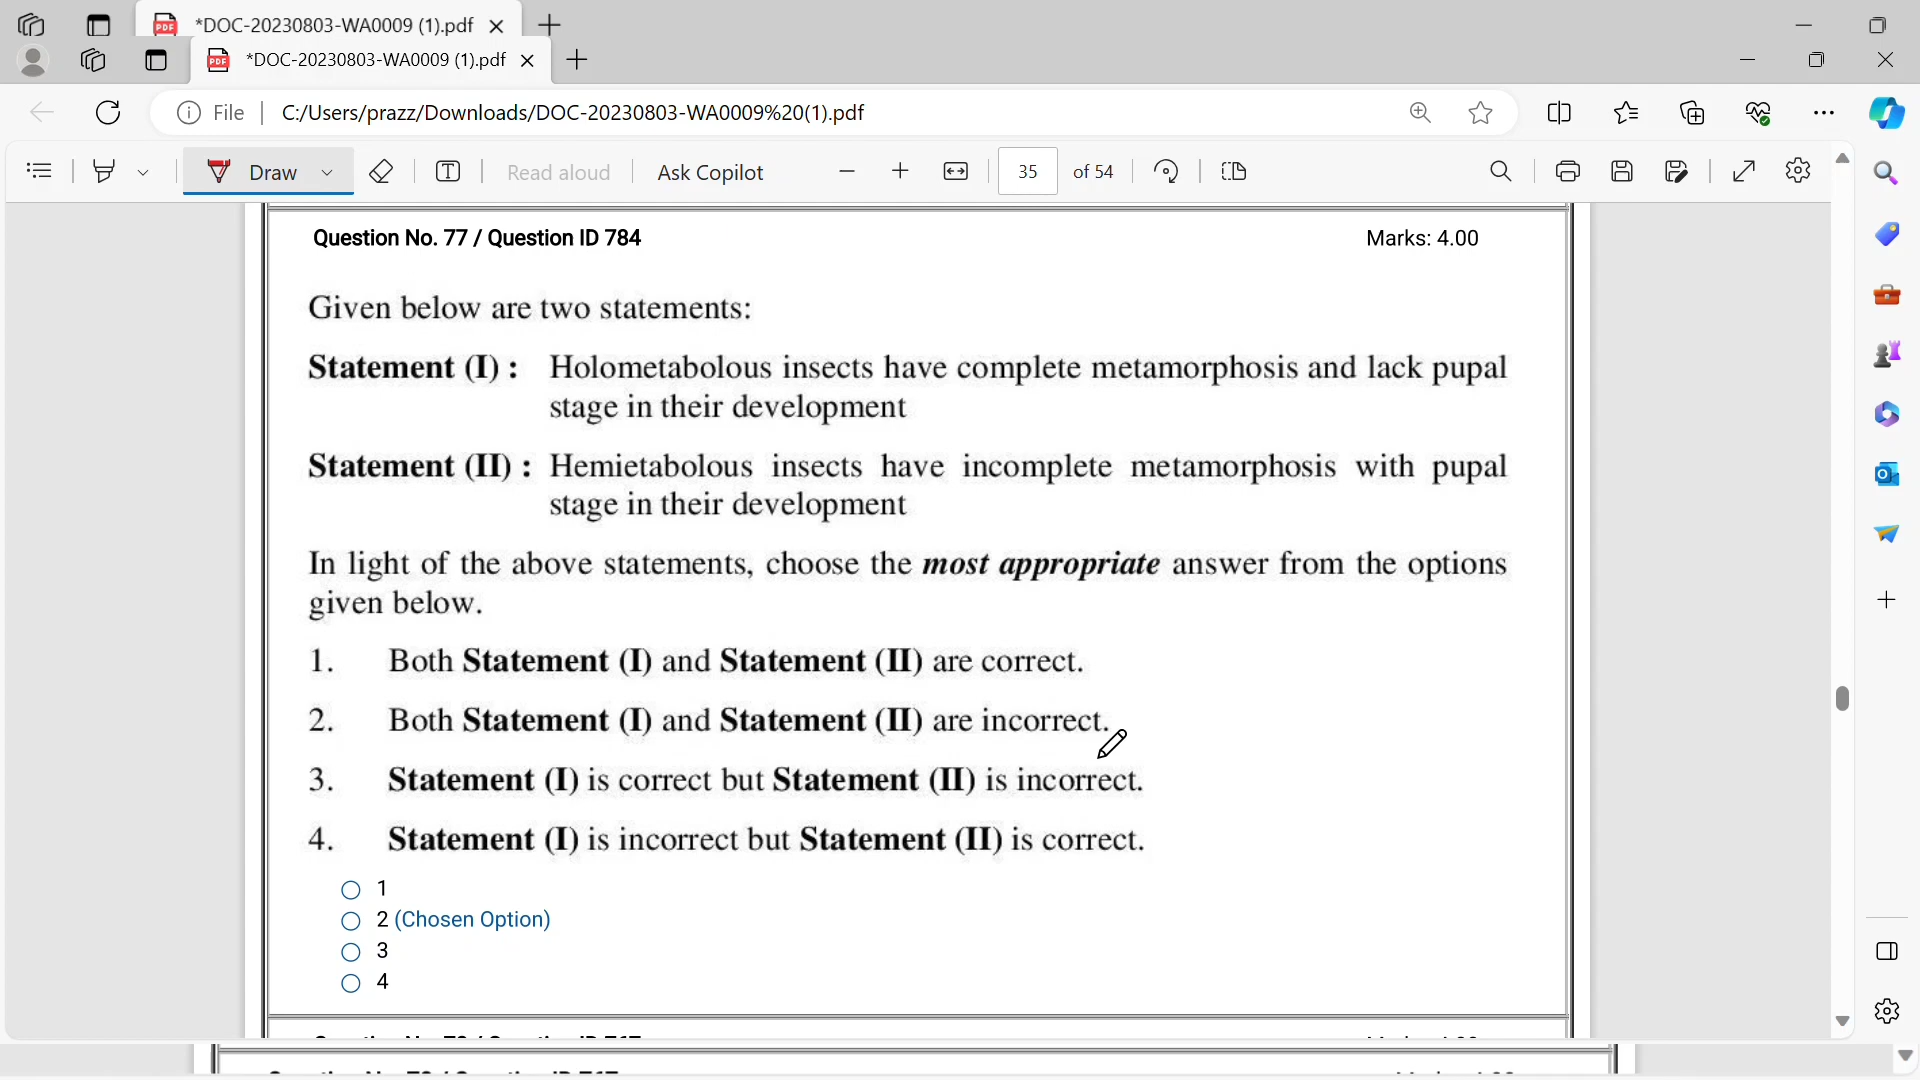 *DOC-20230803-WA0009 (1).pdf
*DOC-20230803-WA0009 (1).pdf
File
C:/Users/prazz/Downloads/DOC-20230803-WA0009%20(1).pdf
Draw
Read aloud
Ask Copilot
35 of 54
Question No. 77 / Question ID 784 Marks: 4.00
Given below are two statements:
Statement (I) : Holometabolous insects have complete metamorphosis and lack pupal
stage in their development
Statement (II) : Hemietabolous insects have incomplete metamorphosis with pupal
stage in their development
In light of the above statements, choose the most appropriate answer from the options
given below.
1. Both Statement (I) and Statement (II) are correct.
2. Both Statement (I) and Statement (II) are incorrect.
3. Statement (I) is correct but Statement (II) is incorrect.
4. Statement (I) is incorrect but Statement (II) is correct.
1
2 (Chosen Option)
3
4